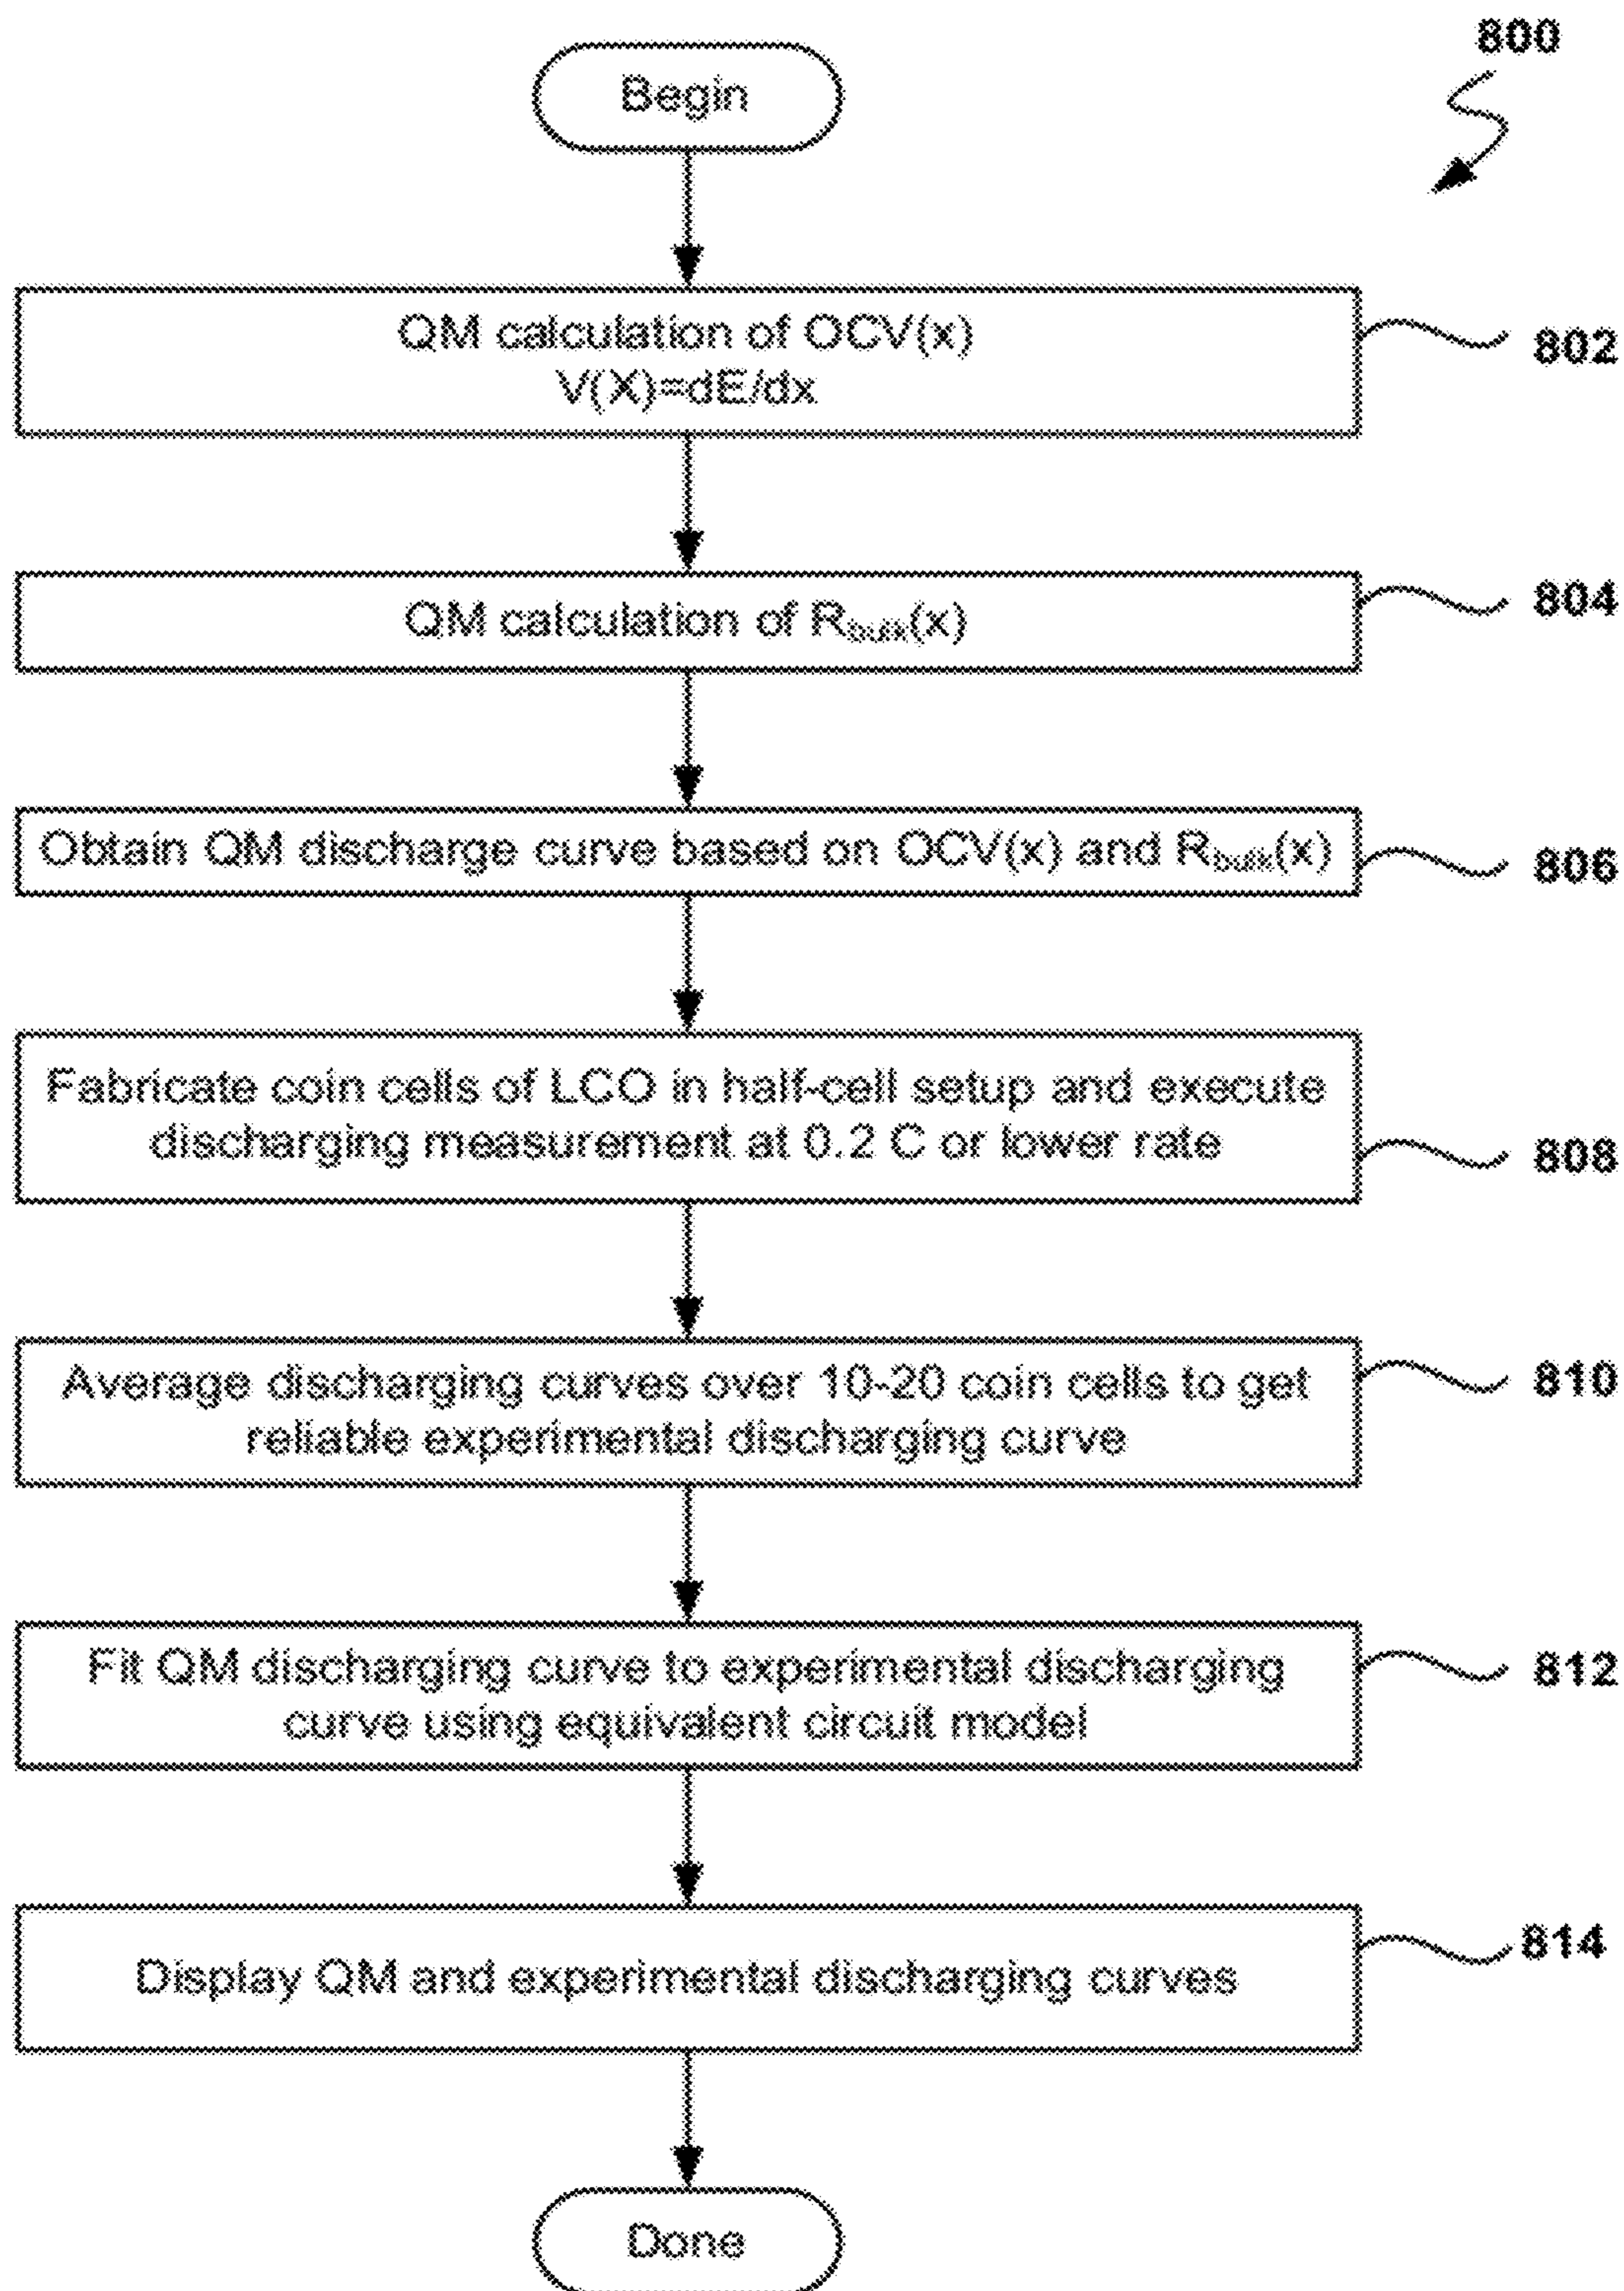 800
Begin
QM calculation of OCV(x)
V(X)=dE/dx
802
QM calculation of Rbulk(x)
804
Obtain QM discharge curve based on OCV(x) and Rbulk(x)
806
Fabricate coin cells of LCO in half-cell setup and execute
discharging measurement at 0.2 C or lower rate
808
Average discharging curves over 10-20 coin cells to get
reliable experimental discharging curve
810
Fit QM discharging curve to experimental discharging
curve using equivalent circuit model
812
Display QM and experimental discharging curves
814
Done